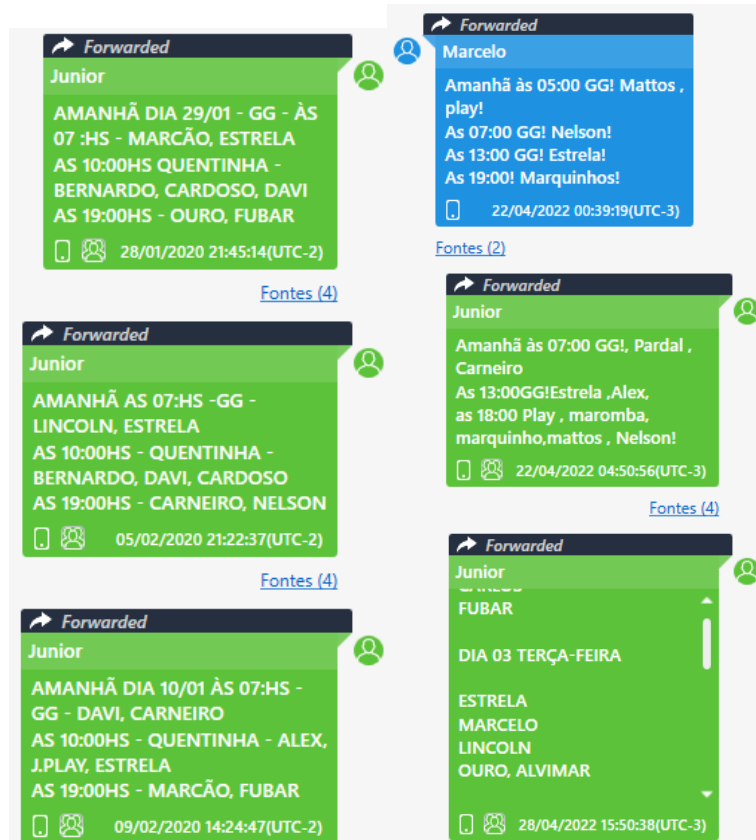 Forwarded
Junior
AMANHÃ DIA 29/01 - GG - ÀS
07 :HS - MARCÃO, ESTRELA
AS 10:00HS QUENTINHA -
BERNARDO, CARDOSO, DAVI
AS 19:00HS - OURO, FUBAR
28/01/2020 21:45:14(UTC-2)
Fontes (4)
Forwarded
Junior
AMANHÃ AS 07:HS -GG -
LINCOLN, ESTRELA
AS 10:00HS - QUENTINHA -
BERNARDO, DAVI, CARDOSO
AS 19:00HS - CARNEIRO, NELSON
05/02/2020 21:22:37(UTC-2)
Fontes (4)
Forwarded
Junior
AMANHÃ DIA 10/01 ÀS 07:HS -
GG - DAVI, CARNEIRO
AS 10:00HS - QUENTINHA - ALEX,
J.PLAY, ESTRELA
AS 19:00HS - MARCÃO, FUBAR
09/02/2020 14:24:47(UTC-2)
Forwarded
Marcelo
Amanhã às 05:00 GG! Mattos ,
play!
As 07:00 GG! Nelson!
As 13:00 GG! Estrela!
As 19:00! Marquinhos!
22/04/2022 00:39:19(UTC-3)
Fontes (2)
Forwarded
Junior
Amanhã às 07:00 GG!, Pardal ,
Carneiro
As 13:00GG!Estrela ,Alex,
as 18:00 Play , maromba,
marquinho,mattos , Nelson!
22/04/2022 04:50:56(UTC-3)
Fontes (4)
Forwarded
Junior
FUBAR
DIA 03 TERÇA-FEIRA
ESTRELA
MARCELO
LINCOLN
OURO, ALVIMAR
28/04/2022 15:50:38(UTC-3)